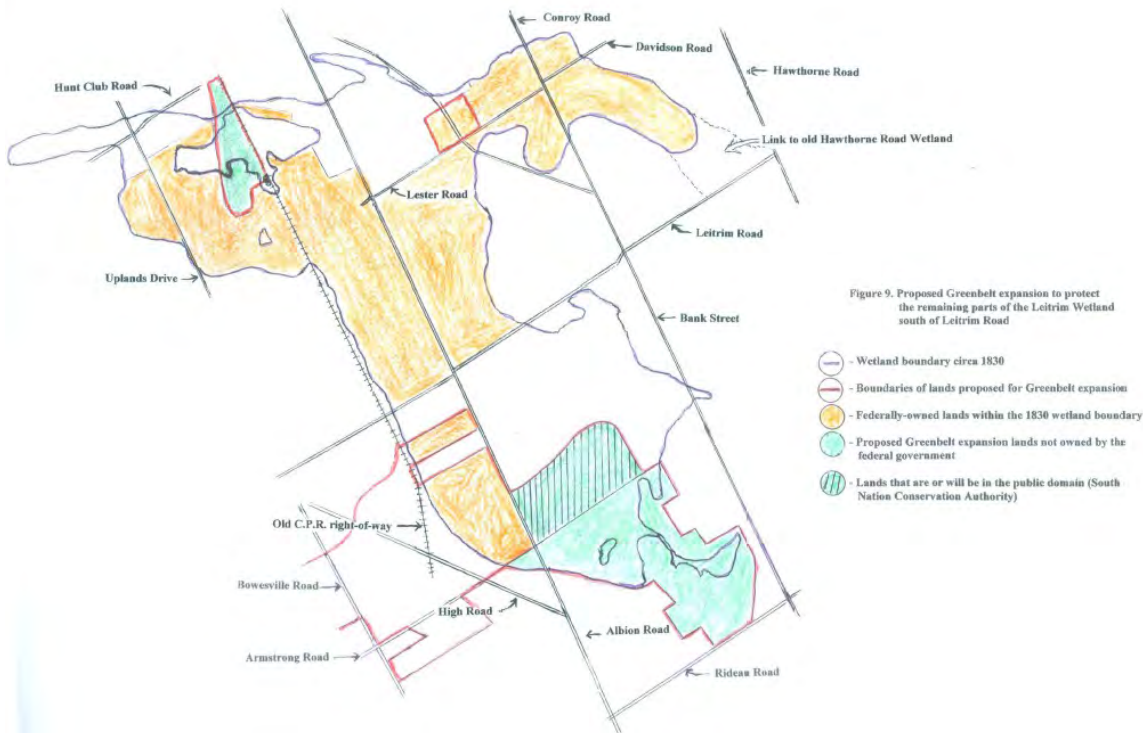 Conroy Road
Davidson Road
Hawthorne Road
Hunt Club Road
Link to old Hawthorne Road Wetland
Lester Road
Leitrim Road
Uplands Drive
Bank Street
Figure 9. Proposed Greenbelt expansion to protect
the remaining parts of the Leitrim Wetland
south of Leitrim Road
- Wetland boundary circa 1830
- Boundaries of lands proposed for Greenbelt expansion
- Federally-owned lands within the 1830 wetland boundary
- Proposed Greenbelt expansion lands not owned by the
federal government
- Lands that are or will be in the public domain (South
Nation Conservation Authority)
Old C.P.R. right-of-way
Bowesville Road
High Road
Albion Road
Armstrong Road
Rideau Road